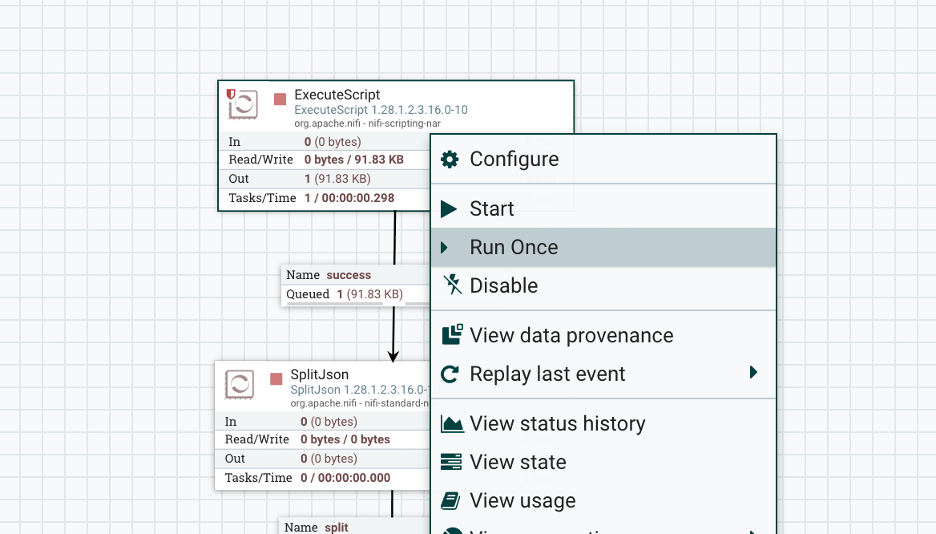 ExecuteScript
ExecuteScript 1.28.1.2.3.16.0-10
org.apache.nifi - nifi-scripting-nar
In 0 (0 bytes)
Read/Write 0 bytes / 91.83 KB
Out 1 (91.83 KB)
Tasks/Time 1 / 00:00:00.298
Name success
Queued 1 (91.83 KB)
SplitJson
SplitJson 1.28.1.2.3.16.0-
org.apache.nifi - nifi-standard-n
In 0 (0 bytes)
Read/Write 0 bytes / 0 bytes
Out 0 (0 bytes)
Tasks/Time 0 / 00:00:00.000
Name split
Configure
Start
Run Once
Disable
View data provenance
Replay last event
View status history
View state
View usage